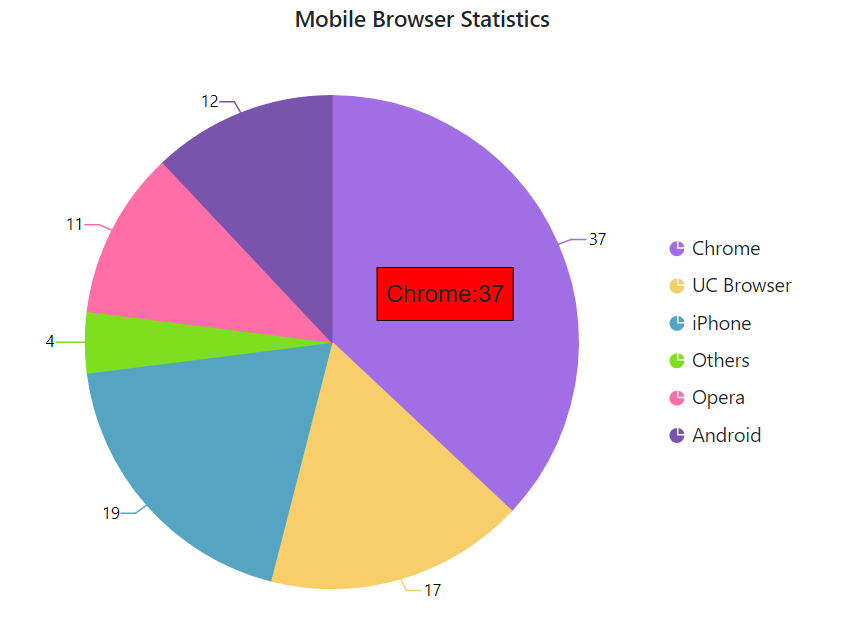 Mobile Browser Statistics
12
11
37
Chrome:37
4
19
17
Chrome
UC Browser
iPhone
Others
Opera
Android